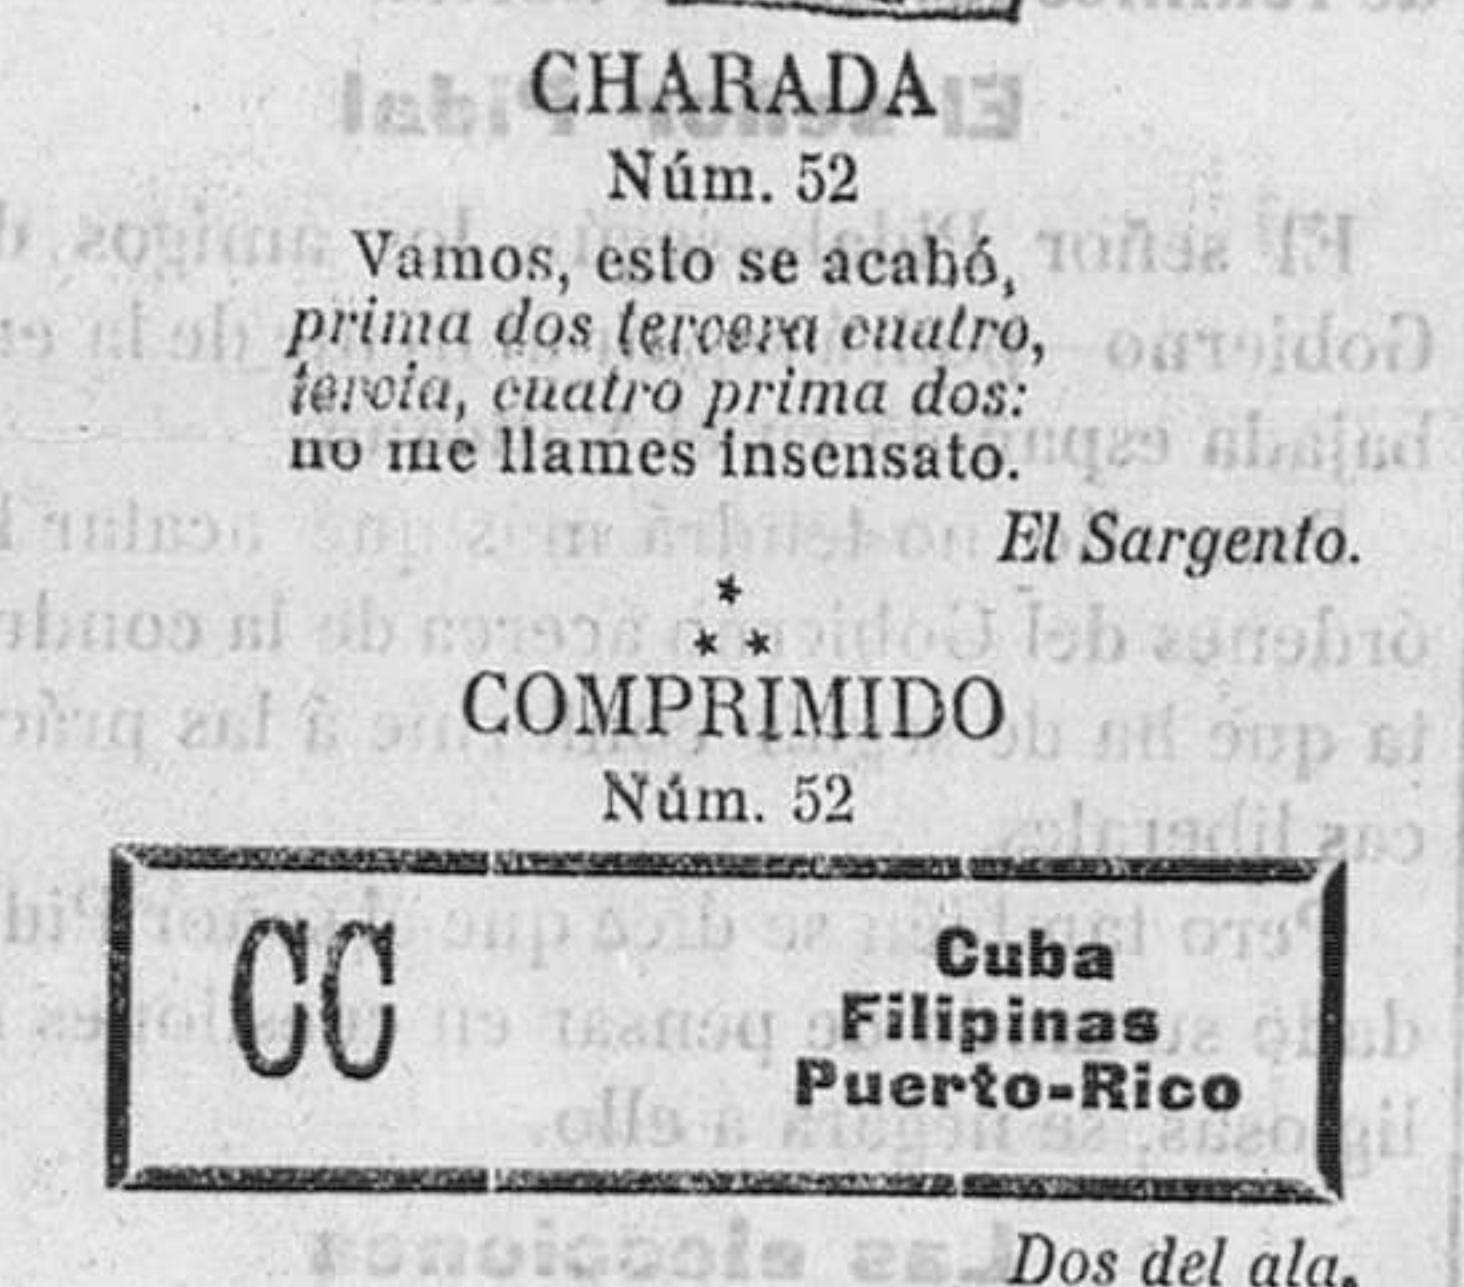 CHARADA
Núm. 52
Vamos, esto se acabó,
prima dos tercera cuatro,
tercia, cuatro prima dos:
no me llames insensato.
El Sargento.
*
* *
COMPRIMIDO
Núm. 52
CC
Cuba
Filipinas
Puerto-Rico
Dos del ala.